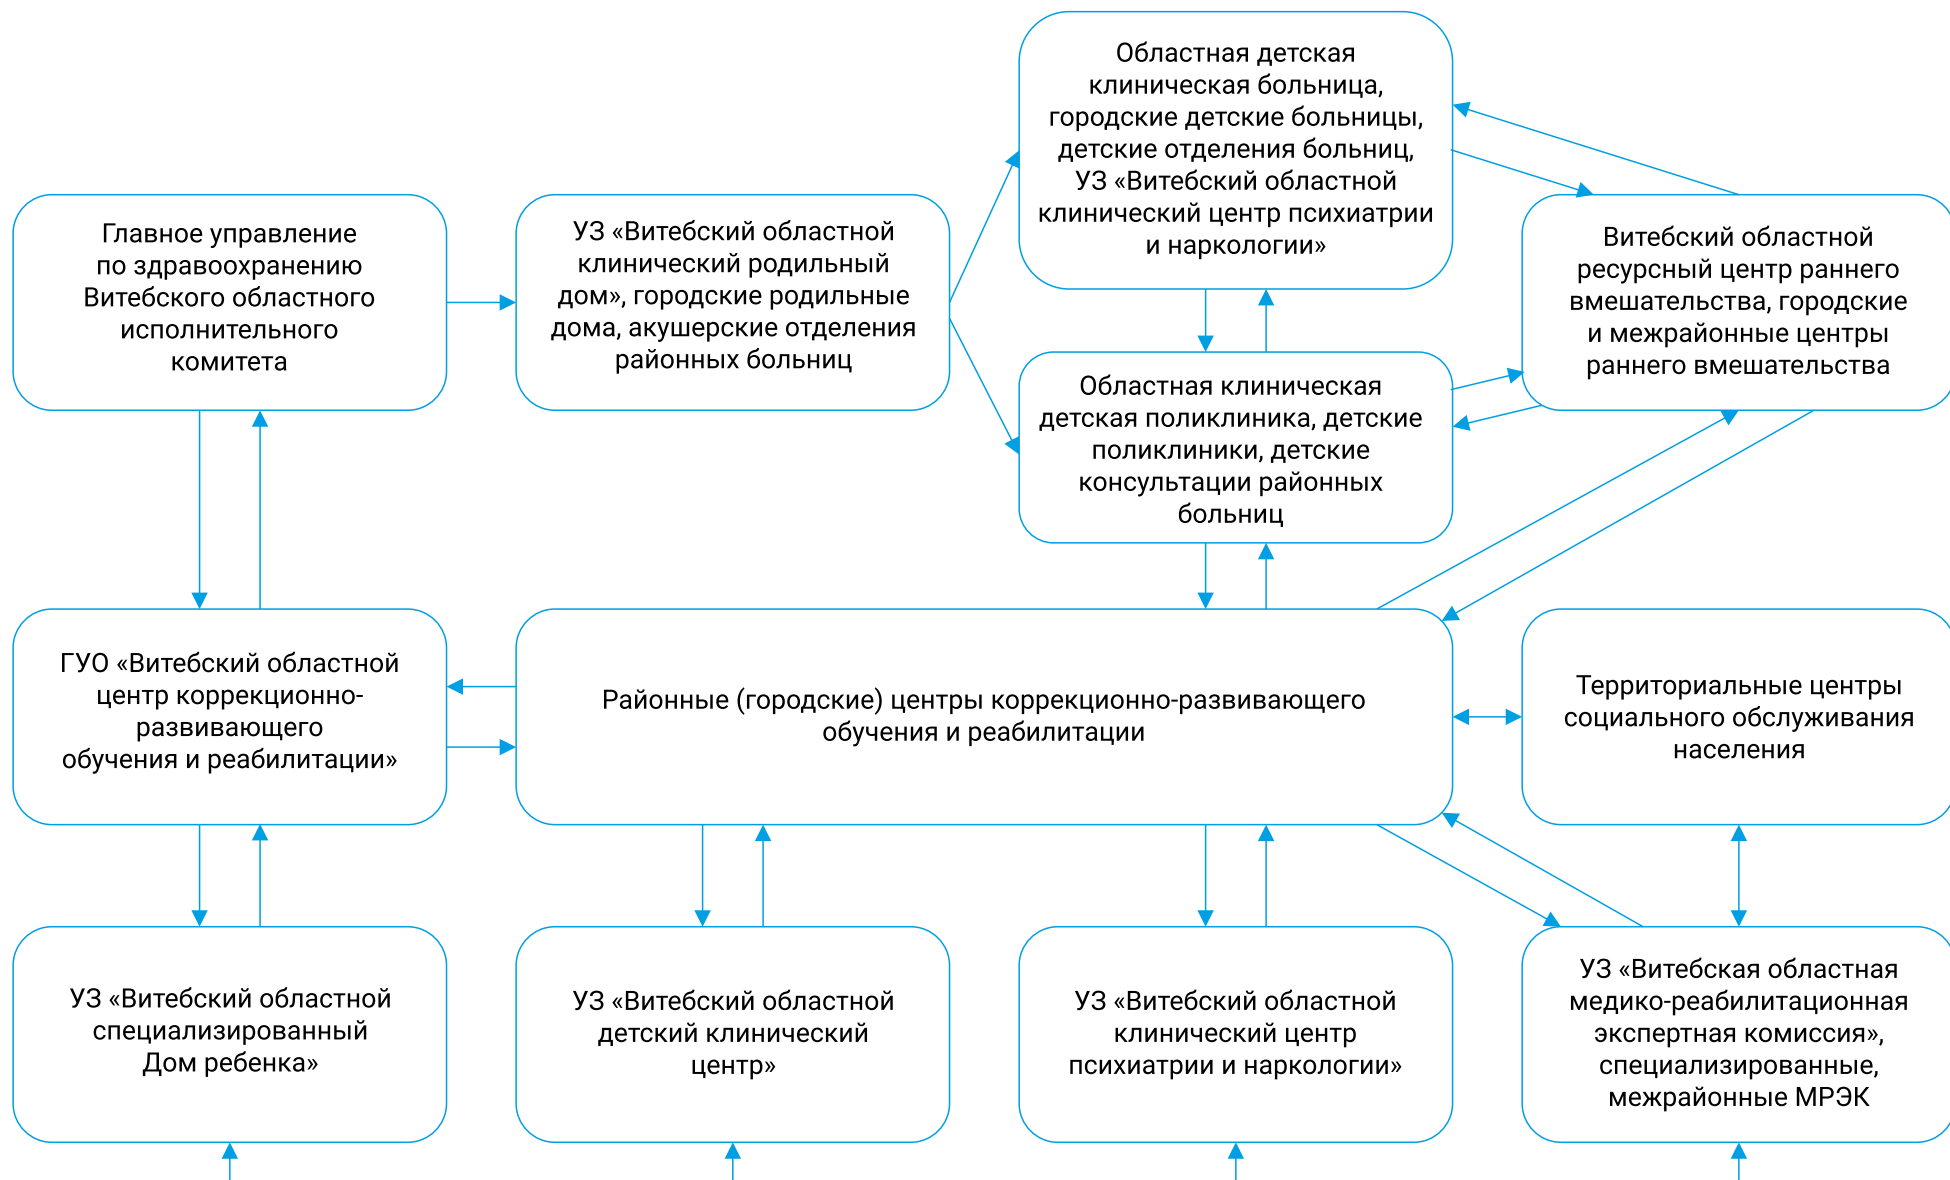 Областная детская
клиническая больница,
городские детские больницы,
детские отделения больниц,
УЗ «Витебский областной
клинический центр психиатрии
и наркологии»
Главное управление
по здравоохранению
Витебского областного
исполнительного
комитета
УЗ «Витебский областной
клинический родильный
дом», городские родильные
дома, акушерские отделения
районных больниц
Витебский областной
ресурсный центр раннего
вмешательства, городские
и межрайонные центры
раннего вмешательства
Областная клиническая
детская поликлиника, детские
поликлиники, детские
консультации районных
больниц
ГУО «Витебский областной
центр коррекционно-
развивающего
обучения и реабилитации»
Районные (городские) центры коррекционно-развивающего
обучения и реабилитации
Территориальные центры
социального обслуживания
населения
УЗ «Витебский областной
специализированный
Дом ребенка»
УЗ «Витебский областной
детский клинический
центр»
УЗ «Витебский областной
клинический центр
психиатрии и наркологии»
УЗ «Витебская областная
медико-реабилитационная
экспертная комиссия»,
специализированные,
межрайонные МРЭК